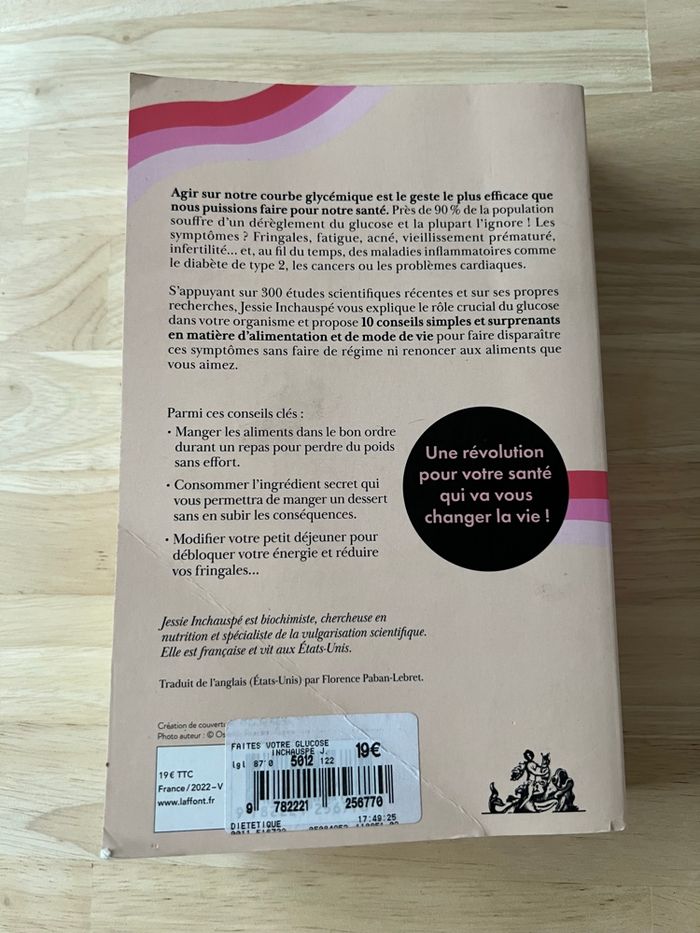 Agir sur notre courbe glycémique est le geste le plus efficace que
nous puissions faire pour notre santé. Près de 90 % de la population
souffre d'un dérèglement du glucose et la plupart l'ignore ! Les
symptômes ? Fringales, fatigue, acné, vieillissement prématuré,
infertilité... et, au fil du temps, des maladies inflammatoires comme
le diabète de type 2, les cancers ou les problèmes cardiaques.
S'appuyant sur 300 études scientifiques récentes et sur ses propres
recherches, Jessie Inchauspé vous explique le rôle crucial du glucose
dans votre organisme et propose 10 conseils simples et surprenants
en matière d'alimentation et de mode de vie pour faire disparaître
ces symptômes sans faire de régime ni renoncer aux aliments que
vous aimez.
Parmi ces conseils clés :
• Manger les aliments dans le bon ordre
durant un repas pour perdre du poids
sans effort.
• Consommer l'ingrédient secret qui
vous permettra de manger un dessert
sans en subir les conséquences.
• Modifier votre petit déjeuner pour
débloquer votre énergie et réduire
vos fringales...
Une révolution
pour votre santé
qui va vous
changer la vie !
Jessie Inchauspé est biochimiste, chercheuse en
nutrition et spécialiste de la vulgarisation scientifique.
Elle est française et vit aux États-Unis.
Traduit de l'anglais (États-Unis) par Florence Paban-Lebret.
Création de couvert
Photo auteur : ©
19 € TTC
France / 2022 – V
www.laffont.fr
FAITES VOTRE GLUCOSE
INCHAUSPE J.
19€
5012 122
9 782221 256770
DIETETIQUE
17:49:25